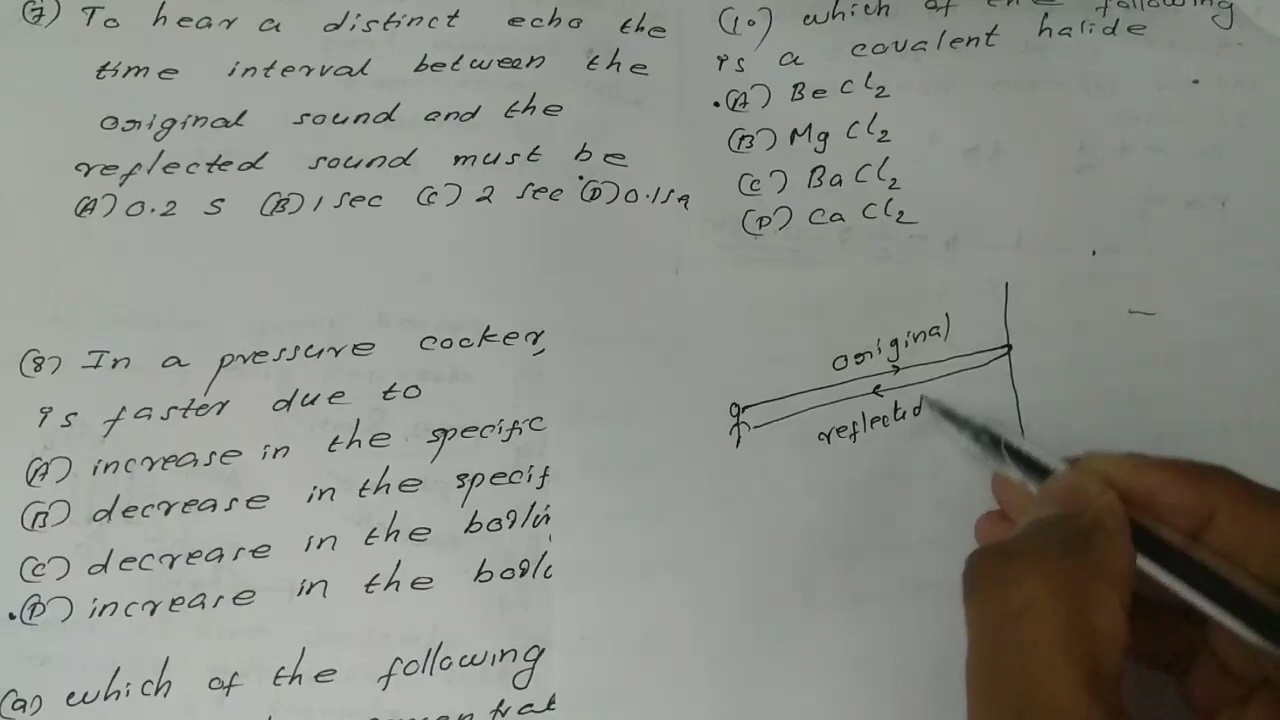 (7) To hear a distinct echo the
time interval between the
original sound and the
reflected sound must be
(A) 0.2 s (B) 1 sec (C) 2 sec (D) 0.1s
(8) In a pressure cocker,
is faster due to
(A) increase in the specific
(B) decrease in the specif
(C) decrease in the boili
(D) increase in the boil
(9) which of the following
(10) which of the following
is a covalent halide
(A) BeCl2
(B) MgCl2
(C) BaCl2
(D) CaCl2
original
reflected